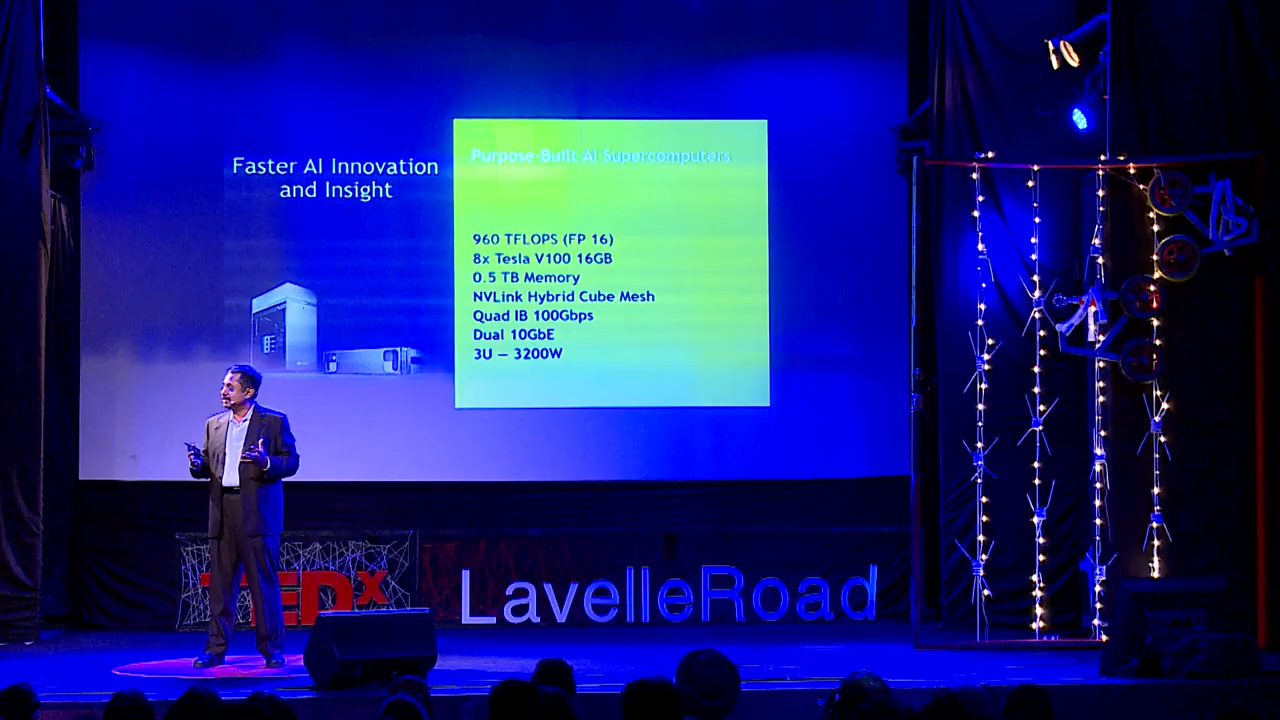 Faster AI Innovation
and Insight
Purpose-Built AI Supercomputers
960 TFLOPS (FP 16)
8x Tesla V100 16GB
0.5 TB Memory
NVLink Hybrid Cube Mesh
Quad IB 100Gbps
Dual 10GbE
3U — 3200W
TEDx
LavelleRoad